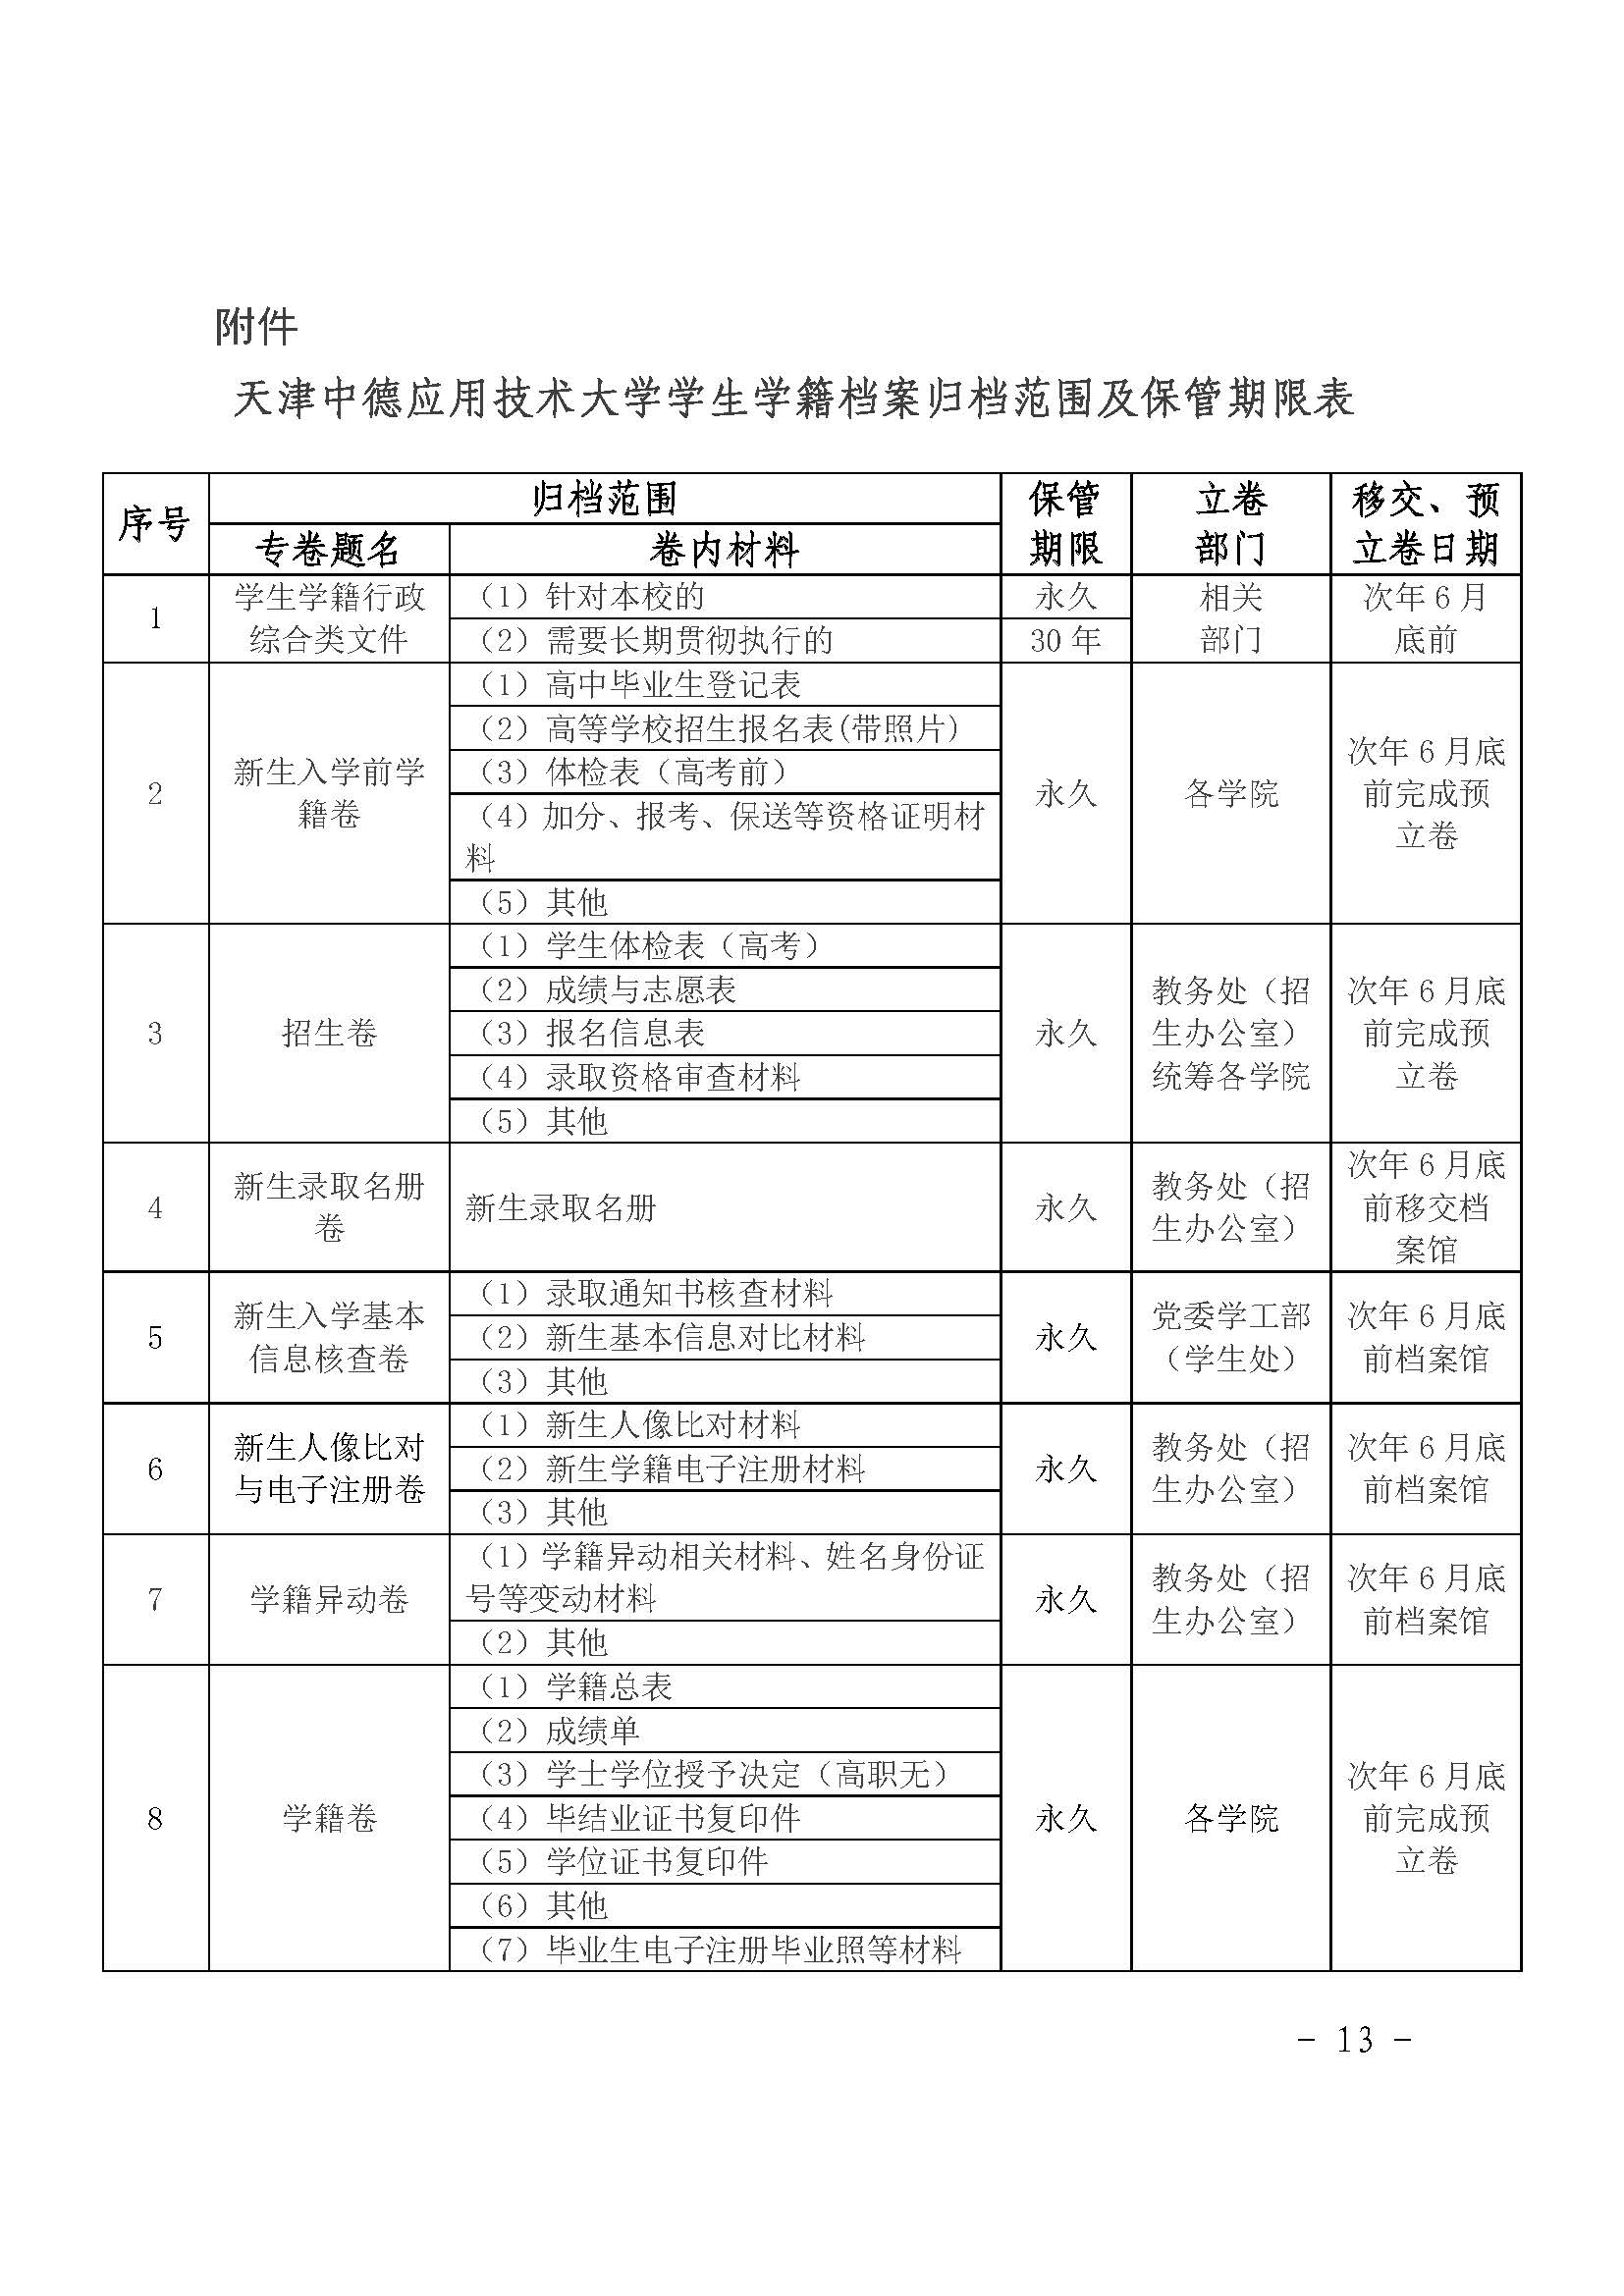 附件
天津中德应用技术大学学生学籍档案归档范围及保管期限表
序号
归档范围
专卷题名
卷内材料
保管
期限
立卷
部门
移交、预
立卷日期
1
学生学籍行政
综合类文件
（1）针对本校的
永久
（2）需要长期贯彻执行的
30 年
相关
部门
次年 6 月
底前
2
新生入学前学
籍卷
（1）高中毕业生登记表
（2）高等学校招生报名表(带照片)
（3）体检表（高考前）
（4）加分、报考、保送等资格证明材
料
（5）其他
永久
各学院
次年 6 月底
前完成预
立卷
3
招生卷
（1）学生体检表（高考）
（2）成绩与志愿表
（3）报名信息表
（4）录取资格审查材料
（5）其他
永久
教务处（招
生办公室）
统筹各学院
次年 6 月底
前完成预
立卷
4
新生录取名册
卷
新生录取名册
永久
教务处（招
生办公室）
次年 6 月底
前移交档
案馆
5
新生入学基本
信息核查卷
（1）录取通知书核查材料
（2）新生基本信息对比材料
（3）其他
永久
党委学工部
（学生处）
次年 6 月底
前档案馆
6
新生人像比对
与电子注册卷
（1）新生人像比对材料
（2）新生学籍电子注册材料
（3）其他
永久
教务处（招
生办公室）
次年 6 月底
前档案馆
7
学籍异动卷
（1）学籍异动相关材料、姓名身份证
号等变动材料
（2）其他
永久
教务处（招
生办公室）
次年 6 月底
前档案馆
8
学籍卷
（1）学籍总表
（2）成绩单
（3）学士学位授予决定（高职无）
（4）毕结业证书复印件
（5）学位证书复印件
（6）其他
（7）毕业生电子注册毕业照等材料
永久
各学院
次年 6 月底
前完成预
立卷
- 13 -